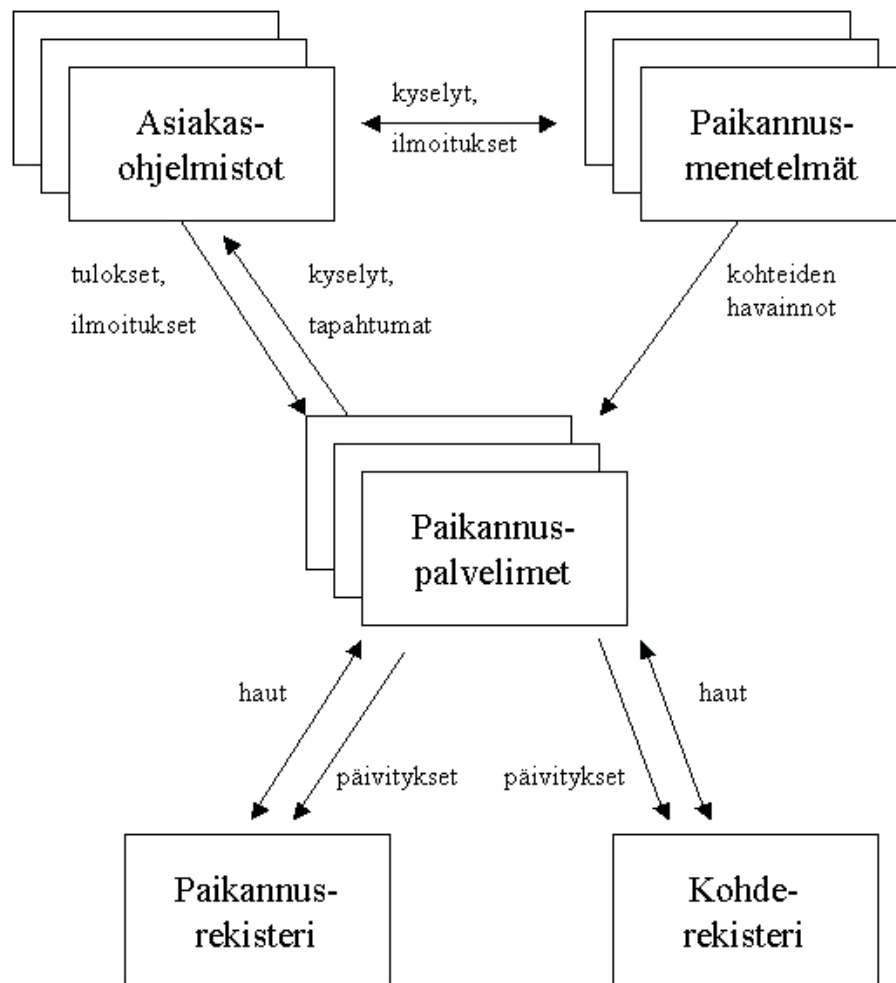 Asiakas-
ohjelmistot
kyselyt,
ilmoitukset
Paikannus-
menetelmät
tulokset,
ilmoitukset
kyselyt,
tapahtumat
kohteiden
havainnot
Paikannus-
palvelimet
haut
päivitykset
päivitykset
haut
Paikannus-
rekisteri
Kohde-
rekisteri